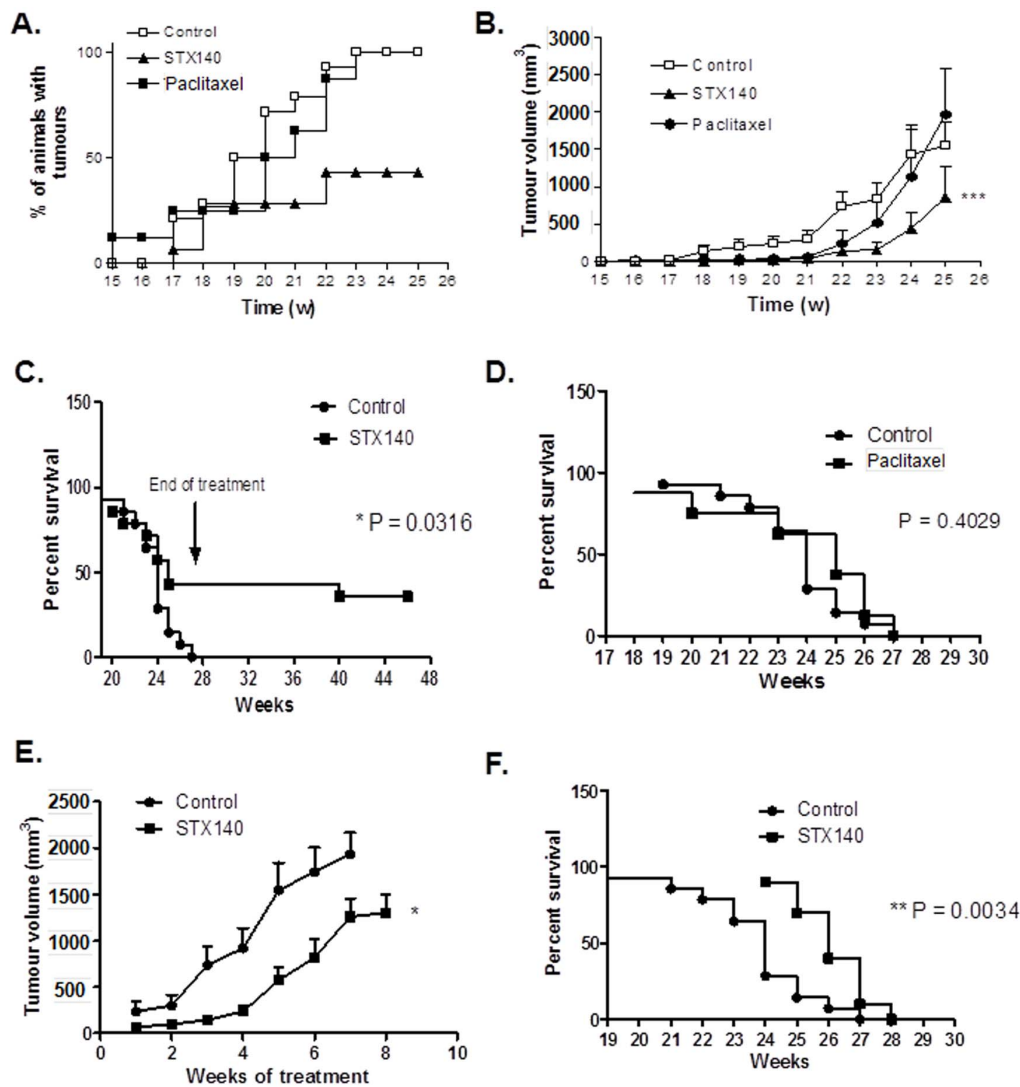 A.
Control
STX140
Paclitaxel
100
50
0
% of animals with
tumours
15 16 17 18 19 20 21 22 23 24 25 26
Time (w)
B.
Control
STX140
Paclitaxel
3000
2500
2000
1500
1000
500
0
Tumour volume (mm³)
***
15 16 17 18 19 20 21 22 23 24 25 26
Time (w)
C.
Control
STX140
150
100
50
0
Percent survival
End of treatment
* P = 0.0316
20 24 28 32 36 40 44 48
Weeks
D.
Control
Paclitaxel
150
100
50
0
Percent survival
P = 0.4029
17 18 19 20 21 22 23 24 25 26 27 28 29 30
Weeks
E.
Control
STX140
2500
2000
1500
1000
500
0
Tumour volume (mm³)
*
0 2 4 6 8 10
Weeks of treatment
F.
Control
STX140
150
100
50
0
Percent survival
** P = 0.0034
19 20 21 22 23 24 25 26 27 28 29 30
Weeks